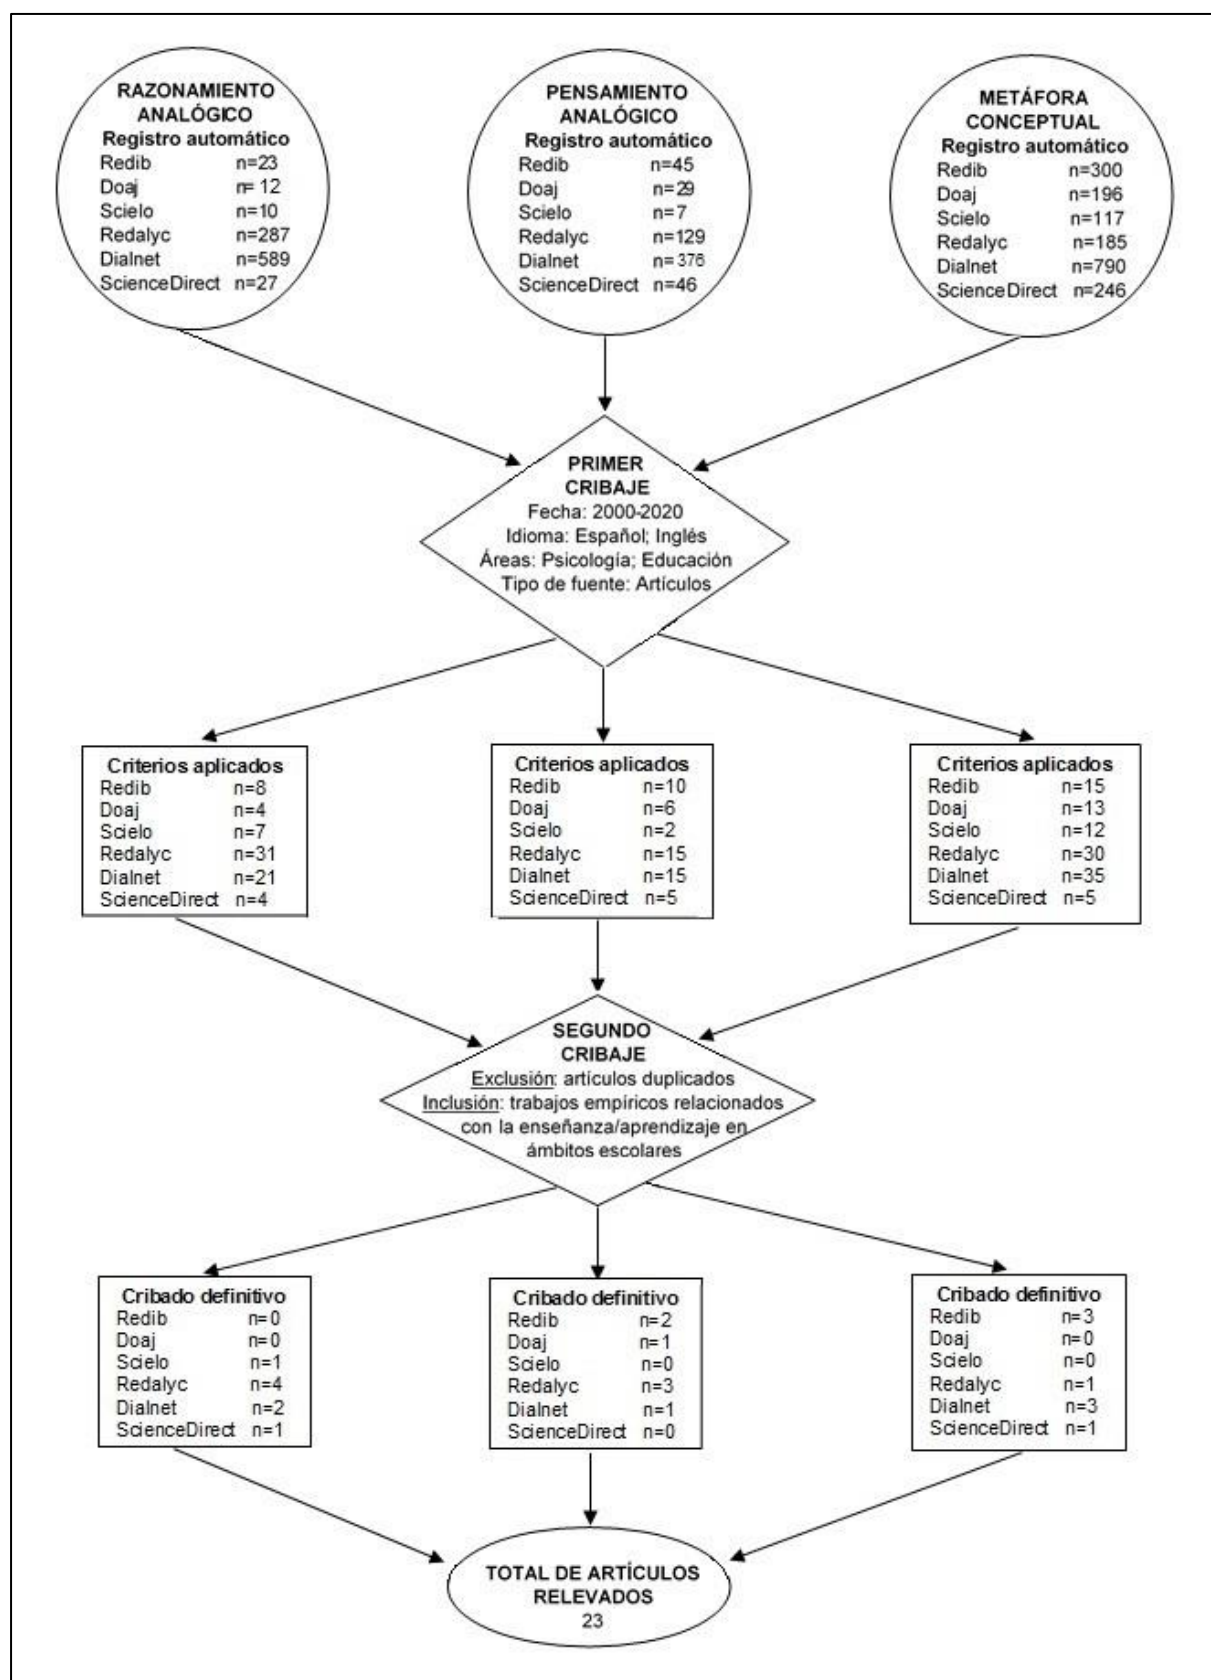 RAZONAMIENTO
ANALÓGICO
Registro automático
Redib n=23
Doaj n= 12
Scielo n=10
Redalyc n=287
Dialnet n=589
ScienceDirect n=27
PENSAMIENTO
ANALÓGICO
Registro automático
Redib n=45
Doaj n=29
Scielo n=7
Redalyc n=129
Dialnet n=376
ScienceDirect n=46
METÁFORA
CONCEPTUAL
Registro automático
Redib n=300
Doaj n=196
Scielo n=117
Redalyc n=185
Dialnet n=790
ScienceDirect n=246
PRIMER
CRIBAJE
Fecha: 2000-2020
Idioma: Español; Inglés
Áreas: Psicología; Educación
Tipo de fuente: Artículos
Criterios aplicados
Redib n=8
Doaj n=4
Scielo n=7
Redalyc n=31
Dialnet n=21
ScienceDirect n=4
Criterios aplicados
Redib n=10
Doaj n=6
Scielo n=2
Redalyc n=15
Dialnet n=15
ScienceDirect n=5
Criterios aplicados
Redib n=15
Doaj n=13
Scielo n=12
Redalyc n=30
Dialnet n=35
ScienceDirect n=5
SEGUNDO
CRIBAJE
Exclusión: artículos duplicados
Inclusión: trabajos empíricos relacionados
con la enseñanza/aprendizaje en
ámbitos escolares
Cribado definitivo
Redib n=0
Doaj n=0
Scielo n=1
Redalyc n=4
Dialnet n=2
ScienceDirect n=1
Cribado definitivo
Redib n=2
Doaj n=1
Scielo n=0
Redalyc n=3
Dialnet n=1
ScienceDirect n=0
Cribado definitivo
Redib n=3
Doaj n=0
Scielo n=0
Redalyc n=1
Dialnet n=3
ScienceDirect n=1
TOTAL DE ARTÍCULOS
RELEVADOS
23